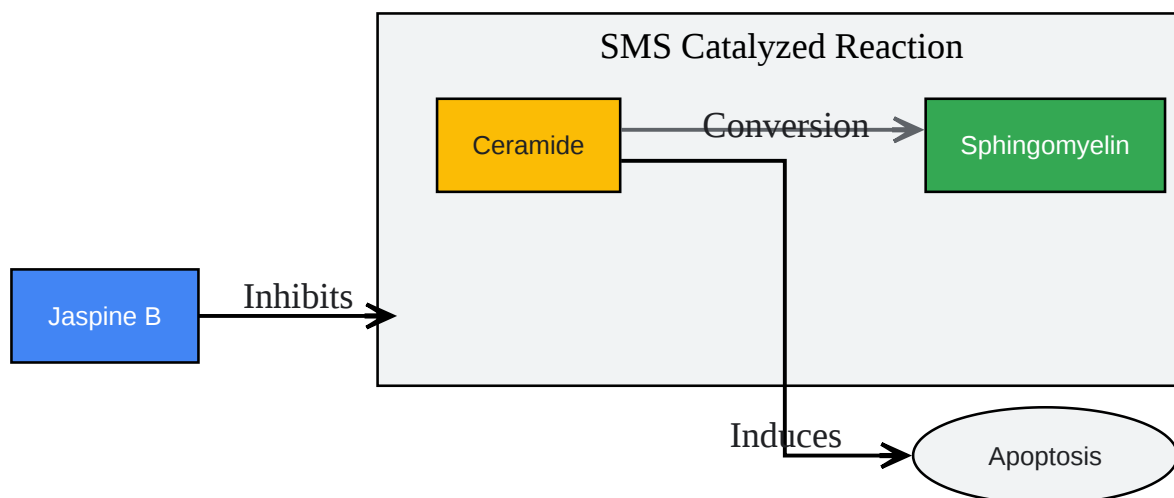 SMS Catalyzed Reaction
Ceramide
Conversion
Sphingomyelin
Jaspine B
Inhibits
Induces
Apoptosis